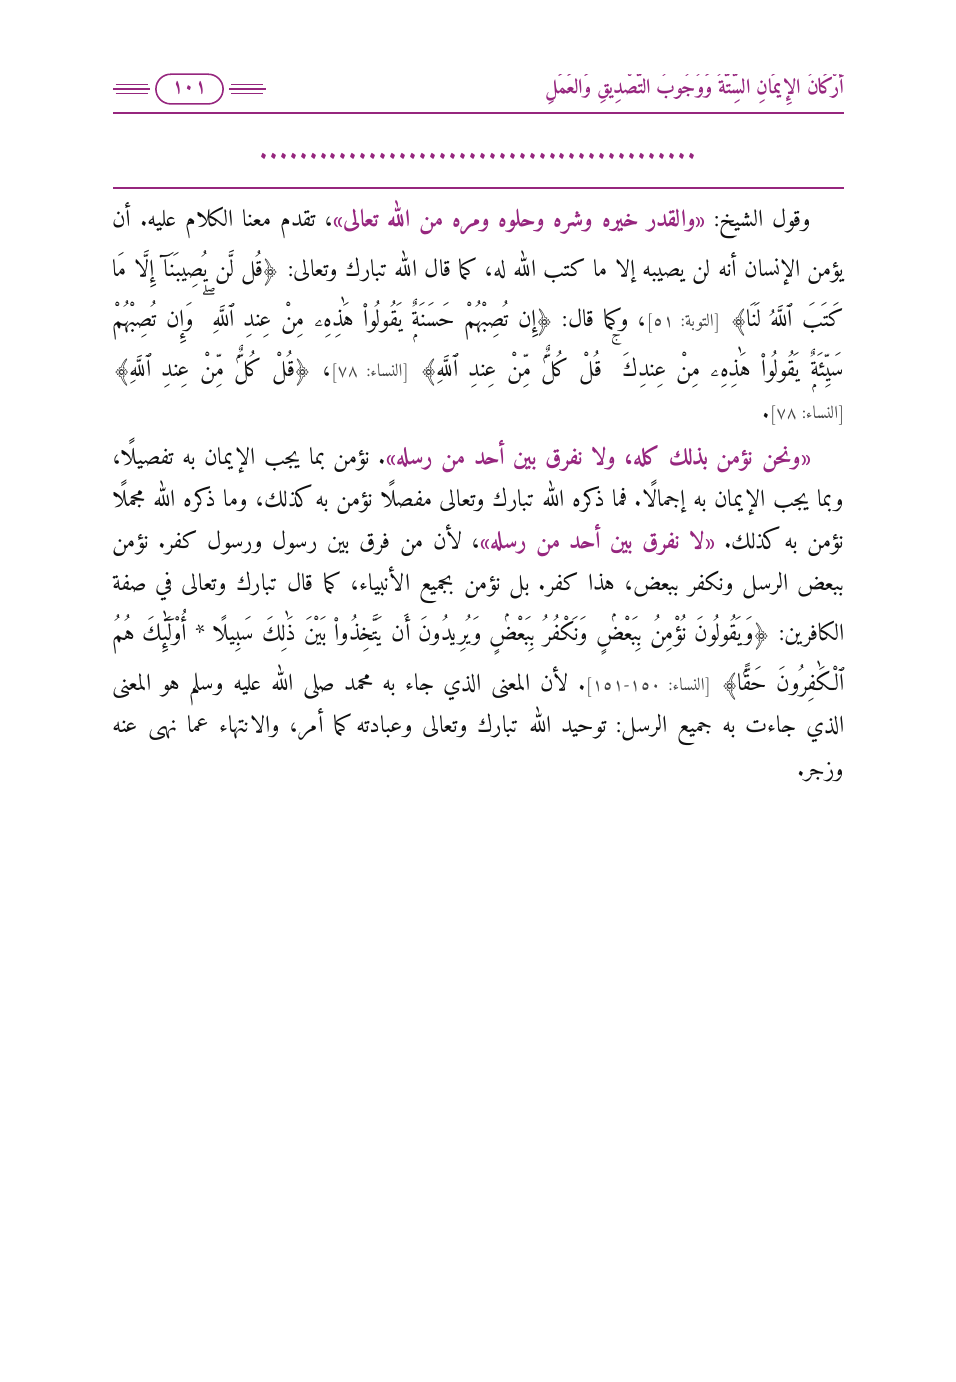 أَرْكَانُ الإِيمَانِ السِّتَّةُ وَوُجُوبُ التَّصْدِيقِ وَالعَمَلِ
١٠١
وقول الشيخ: «والقدر خيره وشره وحلوه ومره من الله تعالى»، تقدم معنا الكلام عليه. أن
يؤمن الإنسان أنه لن يصيبه إلا ما كتب الله له، كما قال الله تبارك وتعالى: ﴿قُل لَّن يُصِيبَنَآ إِلَّا مَا
كَتَبَ ٱللَّهُ لَنَا﴾ [التوبة: ٥١]، وكما قال: ﴿إِن تُصِبْهُمْ حَسَنَةٌ يَقُولُواْ هَٰذِهِۦ مِنْ عِندِ ٱللَّهِ ۖ وَإِن تُصِبْهُمْ
سَيِّئَةٌ يَقُولُواْ هَٰذِهِۦ مِنْ عِندِكَ ۚ قُلْ كُلٌّ مِّنْ عِندِ ٱللَّهِ﴾ [النساء: ٧٨]، ﴿قُلْ كُلٌّ مِّنْ عِندِ ٱللَّهِ﴾
[النساء: ٧٨].
«ونحن نؤمن بذلك كله، ولا نفرق بين أحد من رسله». نؤمن بما يجب الإيمان به تفصيلًا،
وبما يجب الإيمان به إجمالًا. فما ذكره الله تبارك وتعالى مفصلًا نؤمن به كذلك، وما ذكره الله مجملًا
نؤمن به كذلك. «لا نفرق بين أحد من رسله»، لأن من فرق بين رسول ورسول كفر. نؤمن
ببعض الرسل ونكفر ببعض، هذا كفر. بل نؤمن بجميع الأنبياء، كما قال تبارك وتعالى في صفة
الكافرين: ﴿وَيَقُولُونَ نُؤْمِنُ بِبَعْضٍ وَنَكْفُرُ بِبَعْضٍ وَيُرِيدُونَ أَن يَتَّخِذُواْ بَيْنَ ذَٰلِكَ سَبِيلًا * أُوْلَٰٓئِكَ هُمُ
ٱلْكَٰفِرُونَ حَقًّا﴾ [النساء: ١٥٠-١٥١]. لأن المعنى الذي جاء به محمد صلى الله عليه وسلم هو المعنى
الذي جاءت به جميع الرسل: توحيد الله تبارك وتعالى وعبادته كما أمر، والانتهاء عما نهى عنه
وزجر.